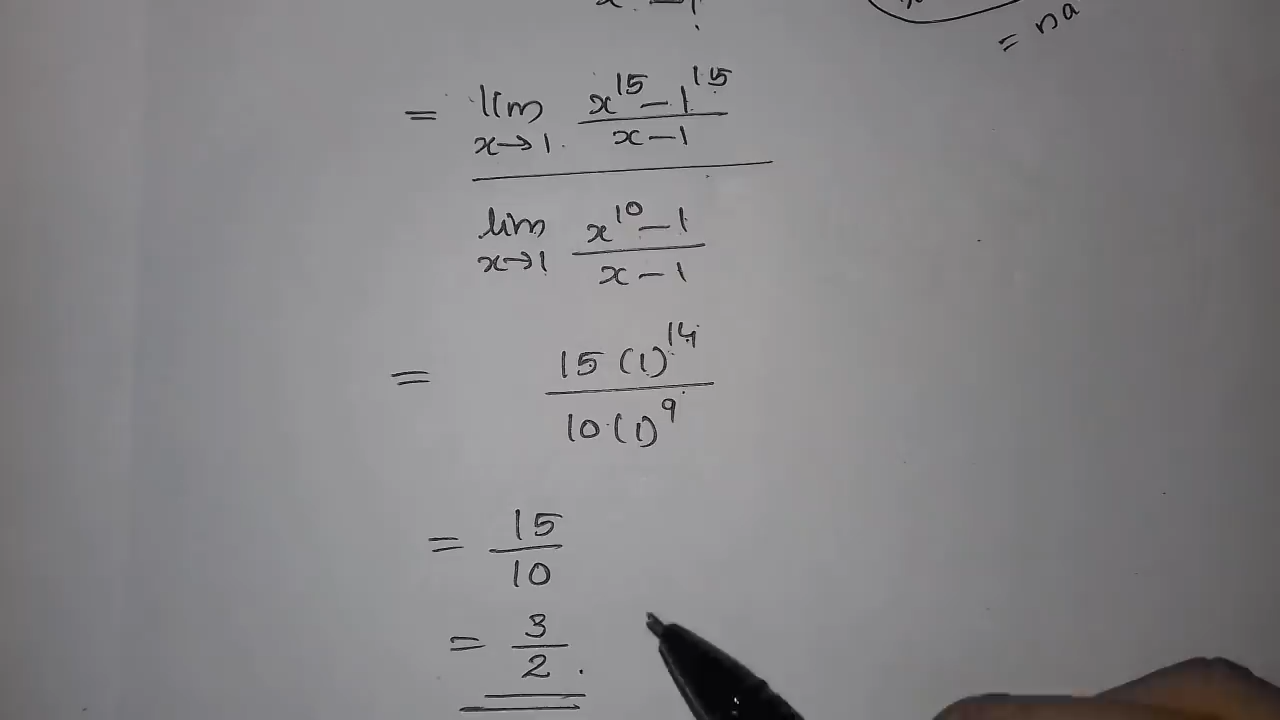 = na
= lim x→1 x^15 – 1^15 / x – 1
lim x→1 x^10 – 1 / x – 1
= 15 (1)^14 / 10 · (1)^9
= 15 / 10
= 3 / 2 .